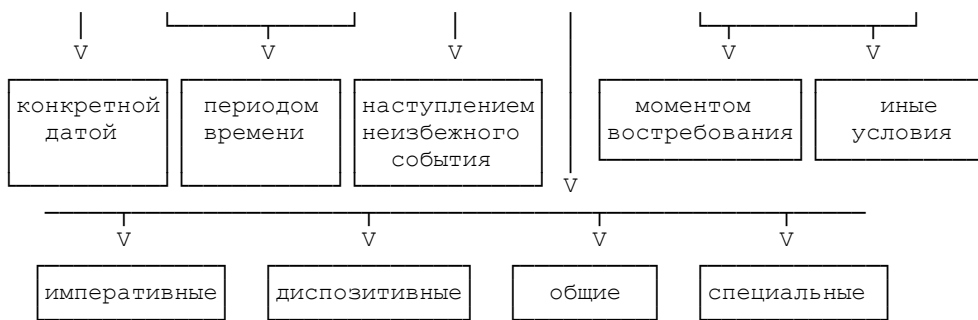 конкретной датой
периодом времени
наступлением неизбежного события
моментом востребования
иные условия
императивные
диспозитивные
общие
специальные